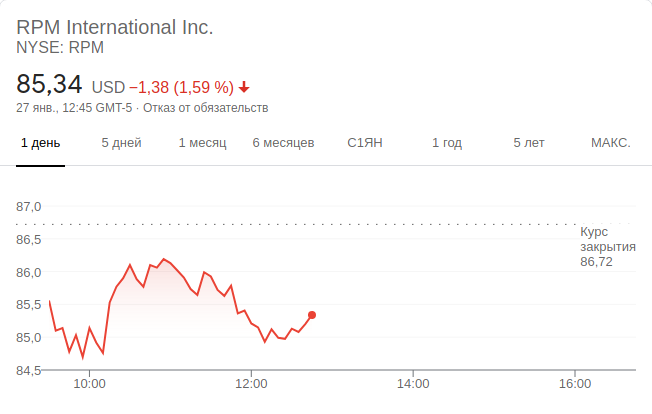 RPM International Inc.
NYSE: RPM
85,34 USD −1,38 (1,59 %)
27 янв., 12:45 GMT-5 · Отказ от обязательств
1 день 5 дней 1 месяц 6 месяцев С1ЯН 1 год 5 лет МАКС.
87,0
86,5
Курс
закрытия
86,72
86,0
85,5
85,0
84,5
10:00 12:00 14:00 16:00